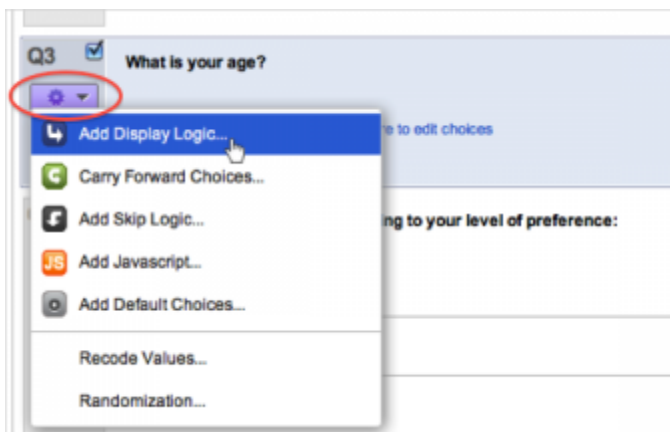 Q3
What is your age?
Add Display Logic...
e to edit choices
Carry Forward Choices...
Add Skip Logic...
ng to your level of preference:
JS
Add Javascript...
Add Default Choices...
Recode Values...
Randomization...